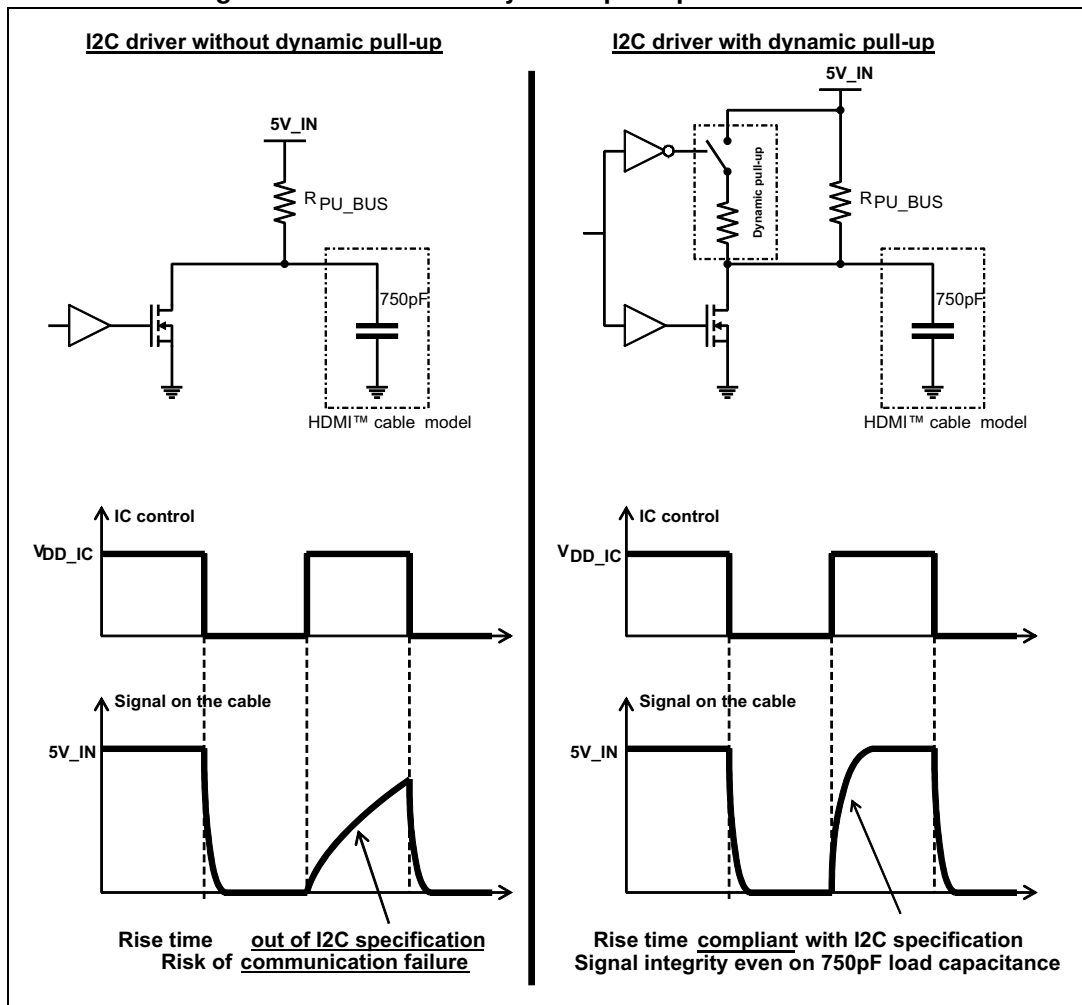 I2C driver without dynamic pull-up
5V_IN
RPU_BUS
750pF
HDMI™ cable model
IC control
VDD_IC
Signal on the cable
5V_IN
Rise time out of I2C specification
Risk of communication failure
I2C driver with dynamic pull-up
5V_IN
Dynamic pull-up
RPU_BUS
750pF
HDMI™ cable model
IC control
VDD_IC
Signal on the cable
5V_IN
Rise time compliant with I2C specification
Signal integrity even on 750pF load capacitance